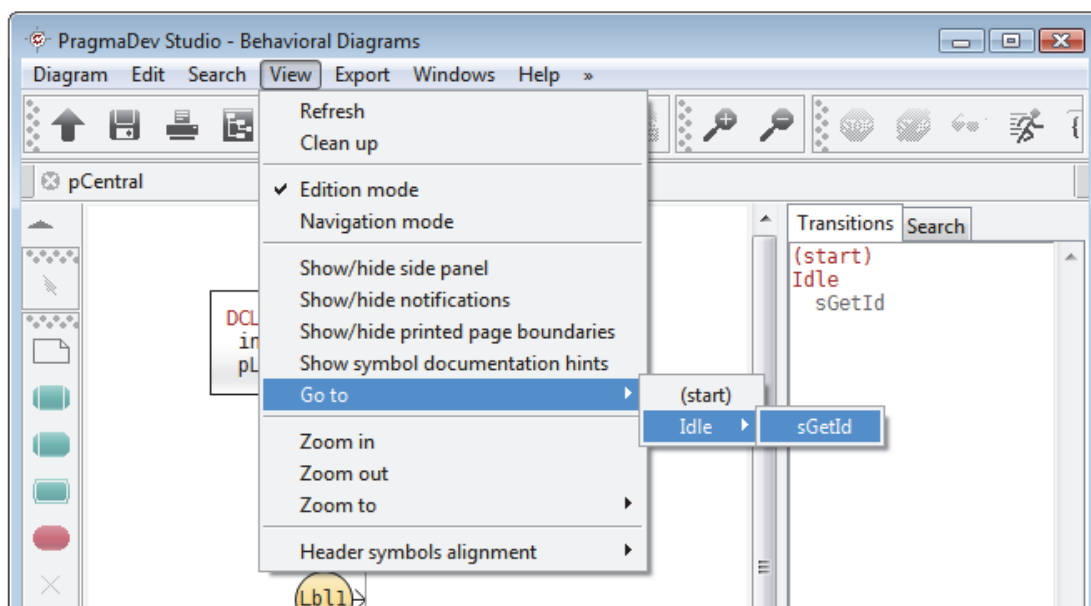 PragmaDev Studio - Behavioral Diagrams
Diagram Edit Search View Export Windows Help »
pCentral
Refresh
Clean up
Edition mode
Navigation mode
Show/hide side panel
Show/hide notifications
Show/hide printed page boundaries
Show symbol documentation hints
Go to
Zoom in
Zoom out
Zoom to
Header symbols alignment
(start)
Idle
sGetId
DCL
in
pL
Lbl1
Transitions Search
(start)
Idle
sGetId